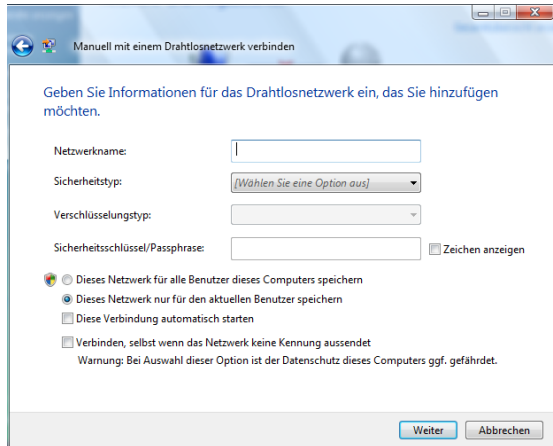 Manuell mit einem Drahtlosnetzwerk verbinden
Geben Sie Informationen für das Drahtlosnetzwerk ein, das Sie hinzufügen
möchten.
Netzwerkname:
Sicherheitstyp: [Wählen Sie eine Option aus]
Verschlüsselungstyp:
Sicherheitsschlüssel/Passphrase: Zeichen anzeigen
Dieses Netzwerk für alle Benutzer dieses Computers speichern
Dieses Netzwerk nur für den aktuellen Benutzer speichern
Diese Verbindung automatisch starten
Verbinden, selbst wenn das Netzwerk keine Kennung aussendet
Warnung: Bei Auswahl dieser Option ist der Datenschutz dieses Computers ggf. gefährdet.
Weiter Abbrechen